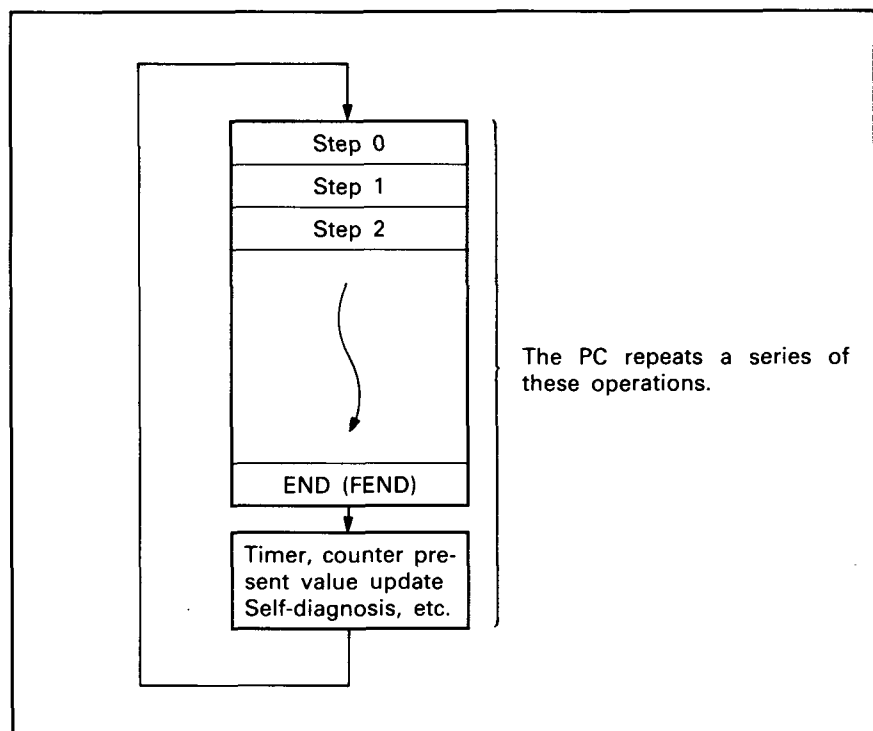 Step 0
Step 1
Step 2
END (FEND)
Timer, counter pre-
sent value update
Self-diagnosis, etc.
The PC repeats a series of
these operations.